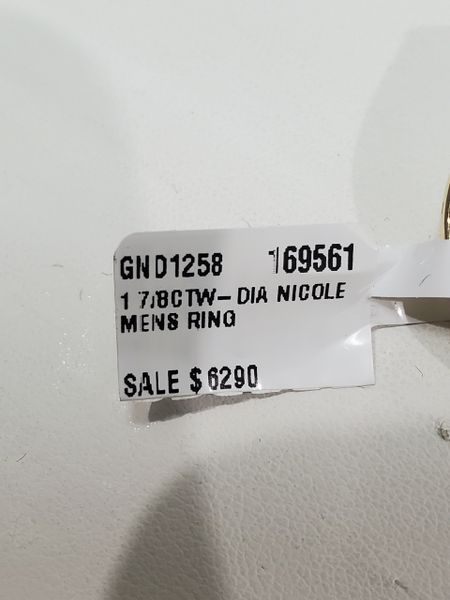 GND1258 169561
1 7/8CTW-DIA NICOLE
MENS RING
SALE $6290